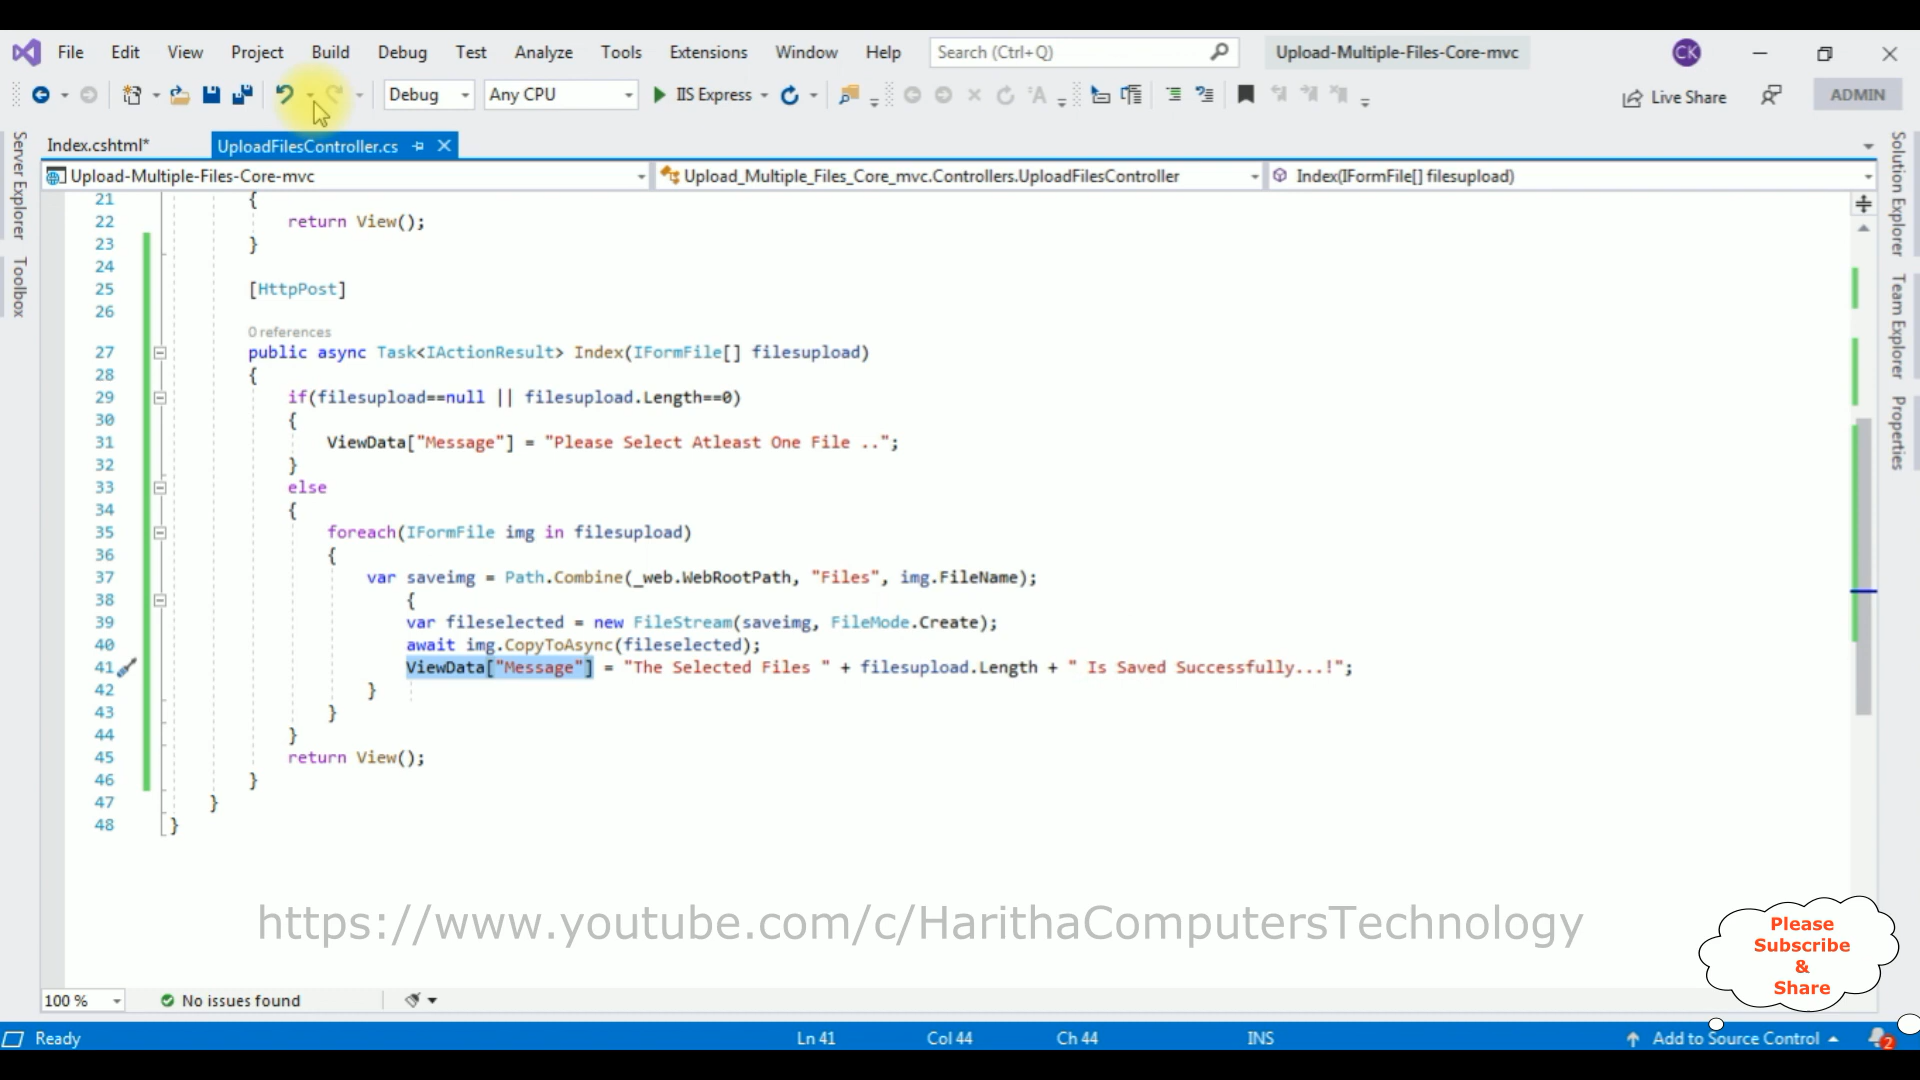 File Edit View Project Build Debug Test Analyze Tools Extensions Window Help Search (Ctrl+Q) Upload-Multiple-Files-Core-mvc CK
Debug Any CPU IIS Express Live Share ADMIN
Index.cshtml* UploadFilesController.cs
Upload-Multiple-Files-Core-mvc Upload_Multiple_Files_Core_mvc.Controllers.UploadFilesController Index(IFormFile[] filesupload)
Server Explorer
Toolbox
Solution Explorer
Team Explorer
Properties
21 {
22 return View();
23 }
24
25 [HttpPost]
26
0 references
27 public async Task<IActionResult> Index(IFormFile[] filesupload)
28 {
29 if(filesupload==null || filesupload.Length==0)
30 {
31 ViewData["Message"] = "Please Select Atleast One File ..";
32 }
33 else
34 {
35 foreach(IFormFile img in filesupload)
36 {
37 var saveimg = Path.Combine(_web.WebRootPath, "Files", img.FileName);
38 {
39 var fileselected = new FileStream(saveimg, FileMode.Create);
40 await img.CopyToAsync(fileselected);
41 ViewData["Message"] = "The Selected Files " + filesupload.Length + " Is Saved Successfully...!";
42 }
43 }
44 }
45 return View();
46 }
47 }
48 }
https://www.youtube.com/c/HarithaComputersTechnology
Please
Subscribe
&
Share
100 % No issues found
Ready Ln 41 Col 44 Ch 44 INS Add to Source Control 2